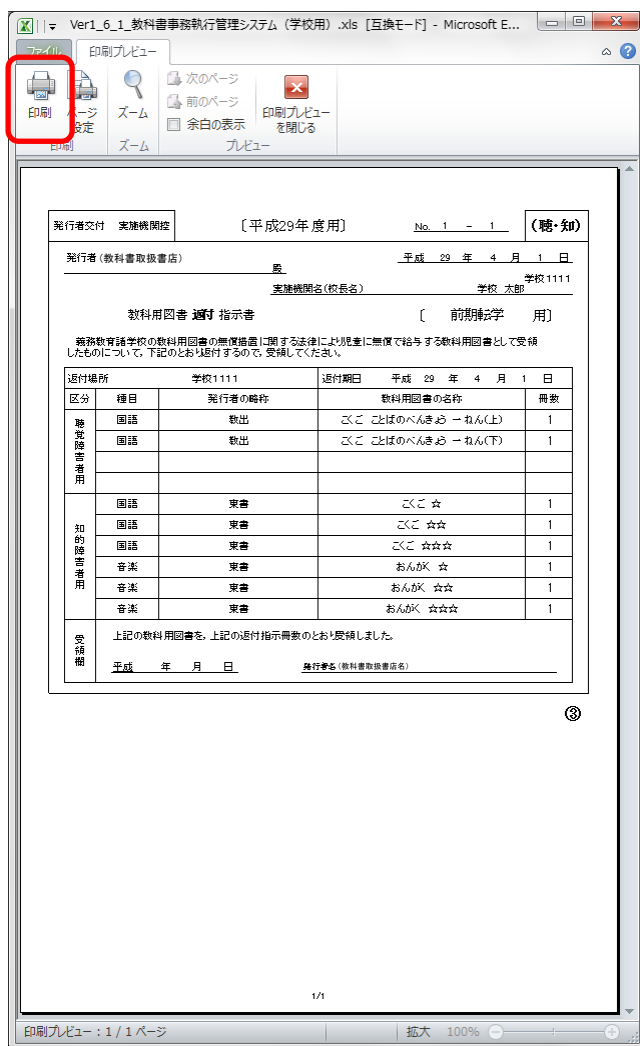 Ver1_6_1_教科書事務執行管理システム（学校用）.xls [互換モード] - Microsoft E...
ファイル 印刷プレビュー
印刷 ページ設定 ズーム 次のページ 印刷プレビューを閉じる
前のページ
余白の表示
印刷 ズーム プレビュー
発行者交付 実施機関控 〔平成29年度用〕 No. 1 － 1 (聴・知)
発行者(教科書取扱書店) 殿 平成 29 年 4 月 1 日
学校1111
実施機関名(校長名) 学校 太郎
教科用図書 返付 指示書 〔 前期転学 用〕
義務教育諸学校の教科用図書の無償措置に関する法律により児童に無償で給与する教科用図書として受領
したものについて，下記のとおり返付するので，受領してください。
返付場所 学校1111 返付期日 平成 29 年 4 月 1 日
区分 種目 発行者の略称 教科用図書の名称 冊数
聴覚障害者用
国語 教出 こくご ことばのべんきょう 一ねん(上) 1
国語 教出 こくご ことばのべんきょう 一ねん(下) 1
知的障害者用
国語 東書 こくご ☆ 1
国語 東書 こくご ☆☆ 1
国語 東書 こくご ☆☆☆ 1
音楽 東書 おんがく ☆ 1
音楽 東書 おんがく ☆☆ 1
音楽 東書 おんがく ☆☆☆ 1
受領欄
上記の教科用図書を，上記の返付指示冊数のとおり受領しました。
平成 年 月 日 発行者名(教科書取扱書店名)
③
1/1
印刷プレビュー：1 / 1 ページ 拡大 100%